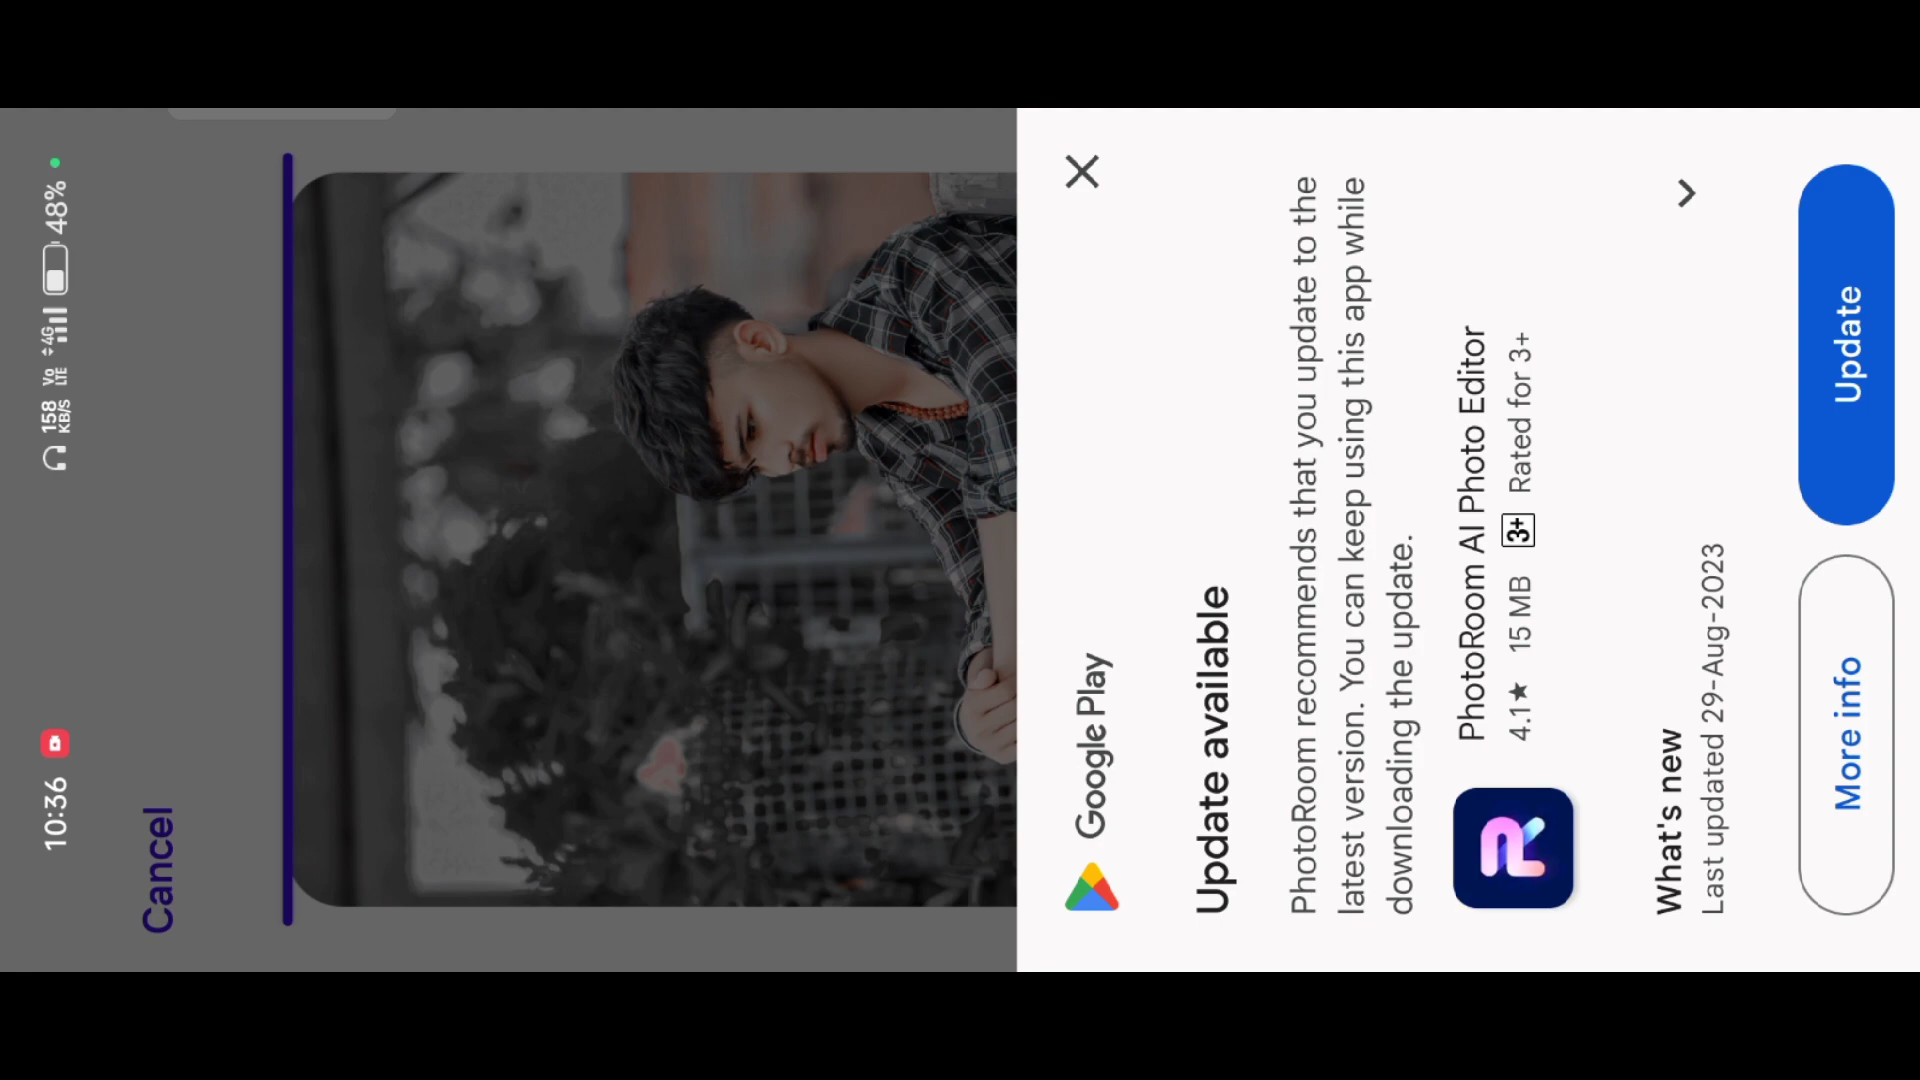 10:36
158 KB/S Vo LTE 4G 48%
Cancel
Google Play
Update available
PhotoRoom recommends that you update to the
latest version. You can keep using this app while
downloading the update.
PhotoRoom AI Photo Editor
4.1★ 15 MB 3+ Rated for 3+
What's new
Last updated 29-Aug-2023
More info
Update